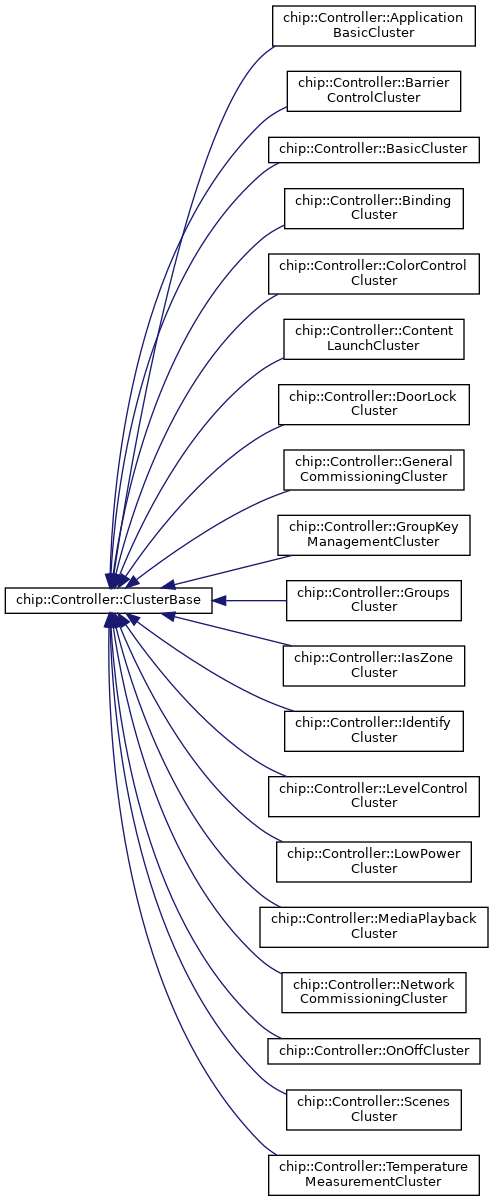 chip::Controller::Application
BasicCluster
chip::Controller::Barrier
ControlCluster
chip::Controller::BasicCluster
chip::Controller::Binding
Cluster
chip::Controller::ColorControl
Cluster
chip::Controller::Content
LaunchCluster
chip::Controller::DoorLock
Cluster
chip::Controller::General
CommissioningCluster
chip::Controller::GroupKey
ManagementCluster
chip::Controller::ClusterBase
chip::Controller::Groups
Cluster
chip::Controller::IasZone
Cluster
chip::Controller::Identify
Cluster
chip::Controller::LevelControl
Cluster
chip::Controller::LowPower
Cluster
chip::Controller::MediaPlayback
Cluster
chip::Controller::Network
CommissioningCluster
chip::Controller::OnOffCluster
chip::Controller::Scenes
Cluster
chip::Controller::Temperature
MeasurementCluster